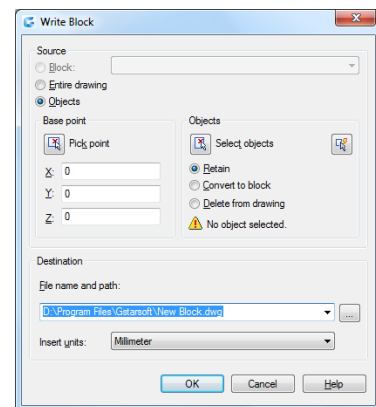 Write Block
Source
Block:
Entire drawing
Objects
Base point
Pick point
X: 0
Y: 0
Z: 0
Objects
Select objects
Retain
Convert to block
Delete from drawing
No object selected.
Destination
File name and path:
D:\Program Files\Gstarsoft\New Block.dwg
...
Insert units: Millimeter
OK Cancel Help